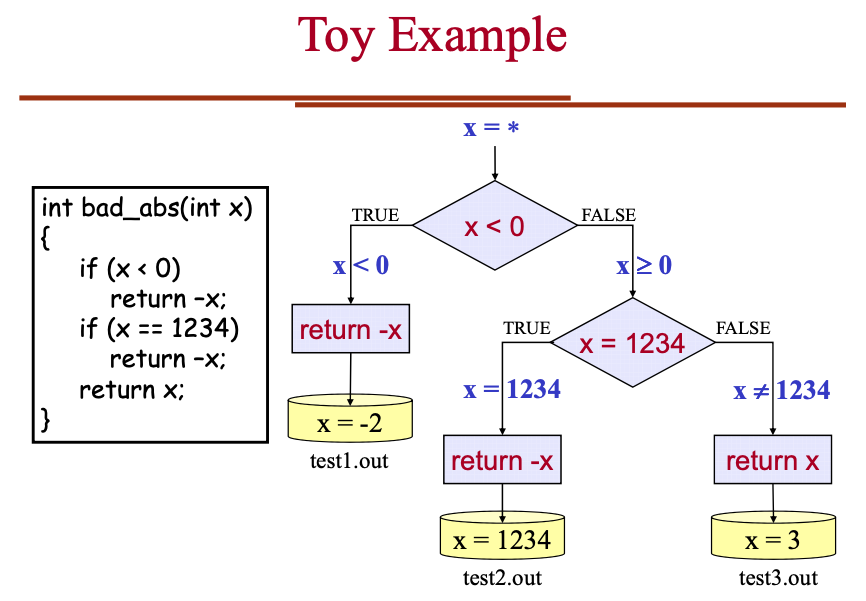 Toy Example
x = *
int bad_abs(int x)
{
if (x < 0)
return –x;
if (x == 1234)
return –x;
return x;
}
TRUE
x < 0
FALSE
x < 0
x ≥ 0
return -x
TRUE
x = 1234
FALSE
x = 1234
x ≠ 1234
x = -2
test1.out
return -x
return x
x = 1234
x = 3
test2.out
test3.out